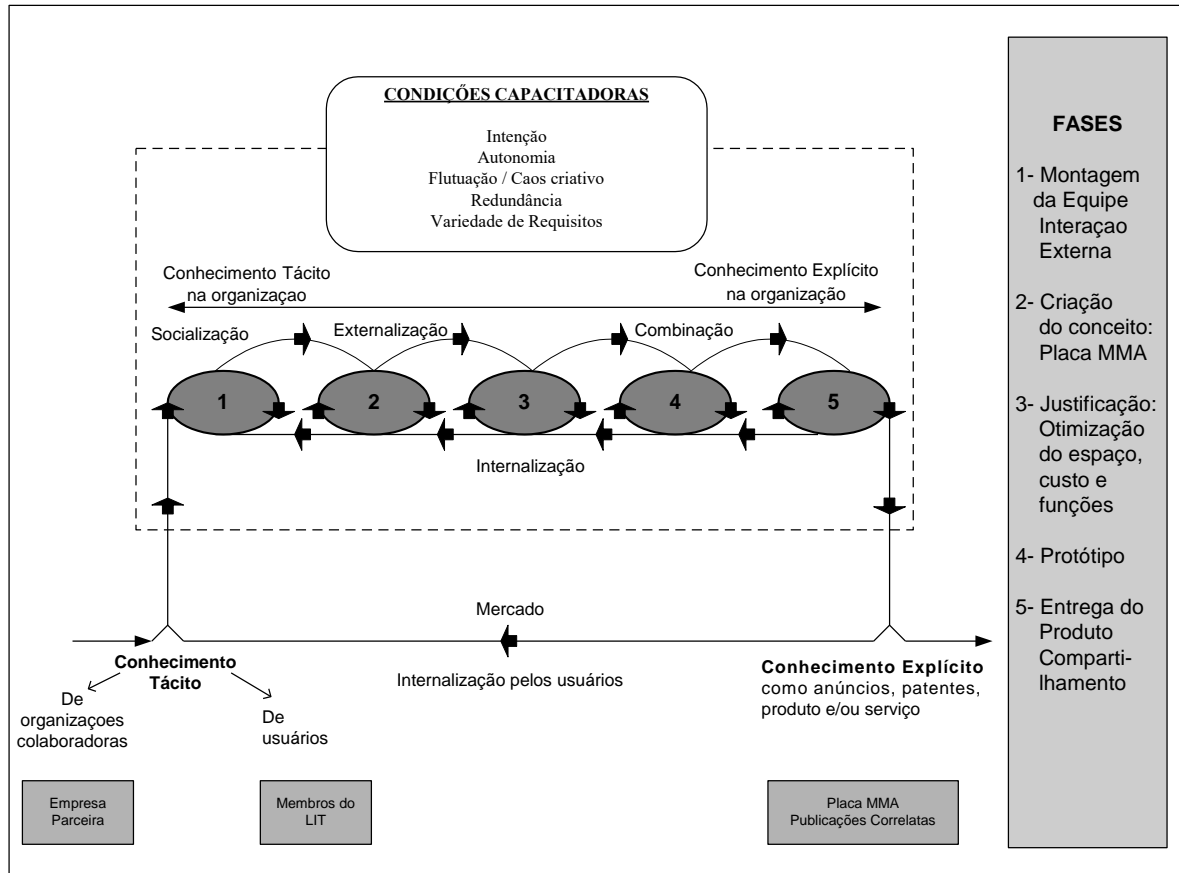 CONDIÇÕES CAPACITADORAS
Intenção
Autonomia
Flutuação / Caos criativo
Redundância
Variedade de Requisitos
Conhecimento Tácito
na organizaçao
Conhecimento Explícito
na organização
Socialização
Externalização
Combinação
1
2
3
4
5
Internalização
Mercado
Internalização pelos usuários
Conhecimento
Tácito
De
organizaçoes
colaboradoras
De
usuários
Conhecimento Explícito
como anúncios, patentes,
produto e/ou serviço
Empresa
Parceira
Membros do
LIT
Placa MMA
Publicações Correlatas
FASES
1- Montagem
da Equipe
Interaçao
Externa
2- Criação
do conceito:
Placa MMA
3- Justificação:
Otimização
do espaço,
custo e
funções
4- Protótipo
5- Entrega do
Produto
Comparti-
lhamento